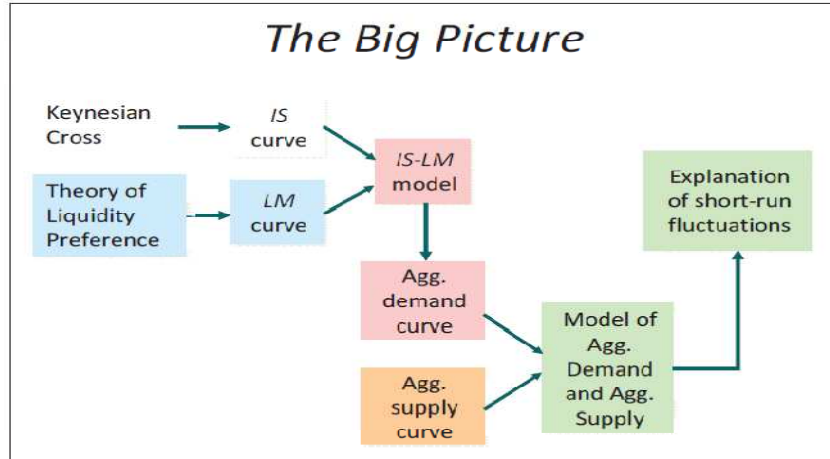 The Big Picture
Keynesian
Cross
IS
curve
IS-LM
model
Theory of
Liquidity
Preference
LM
curve
Explanation
of short-run
fluctuations
Agg.
demand
curve
Model of
Agg.
Demand
and Agg.
Supply
Agg.
supply
curve